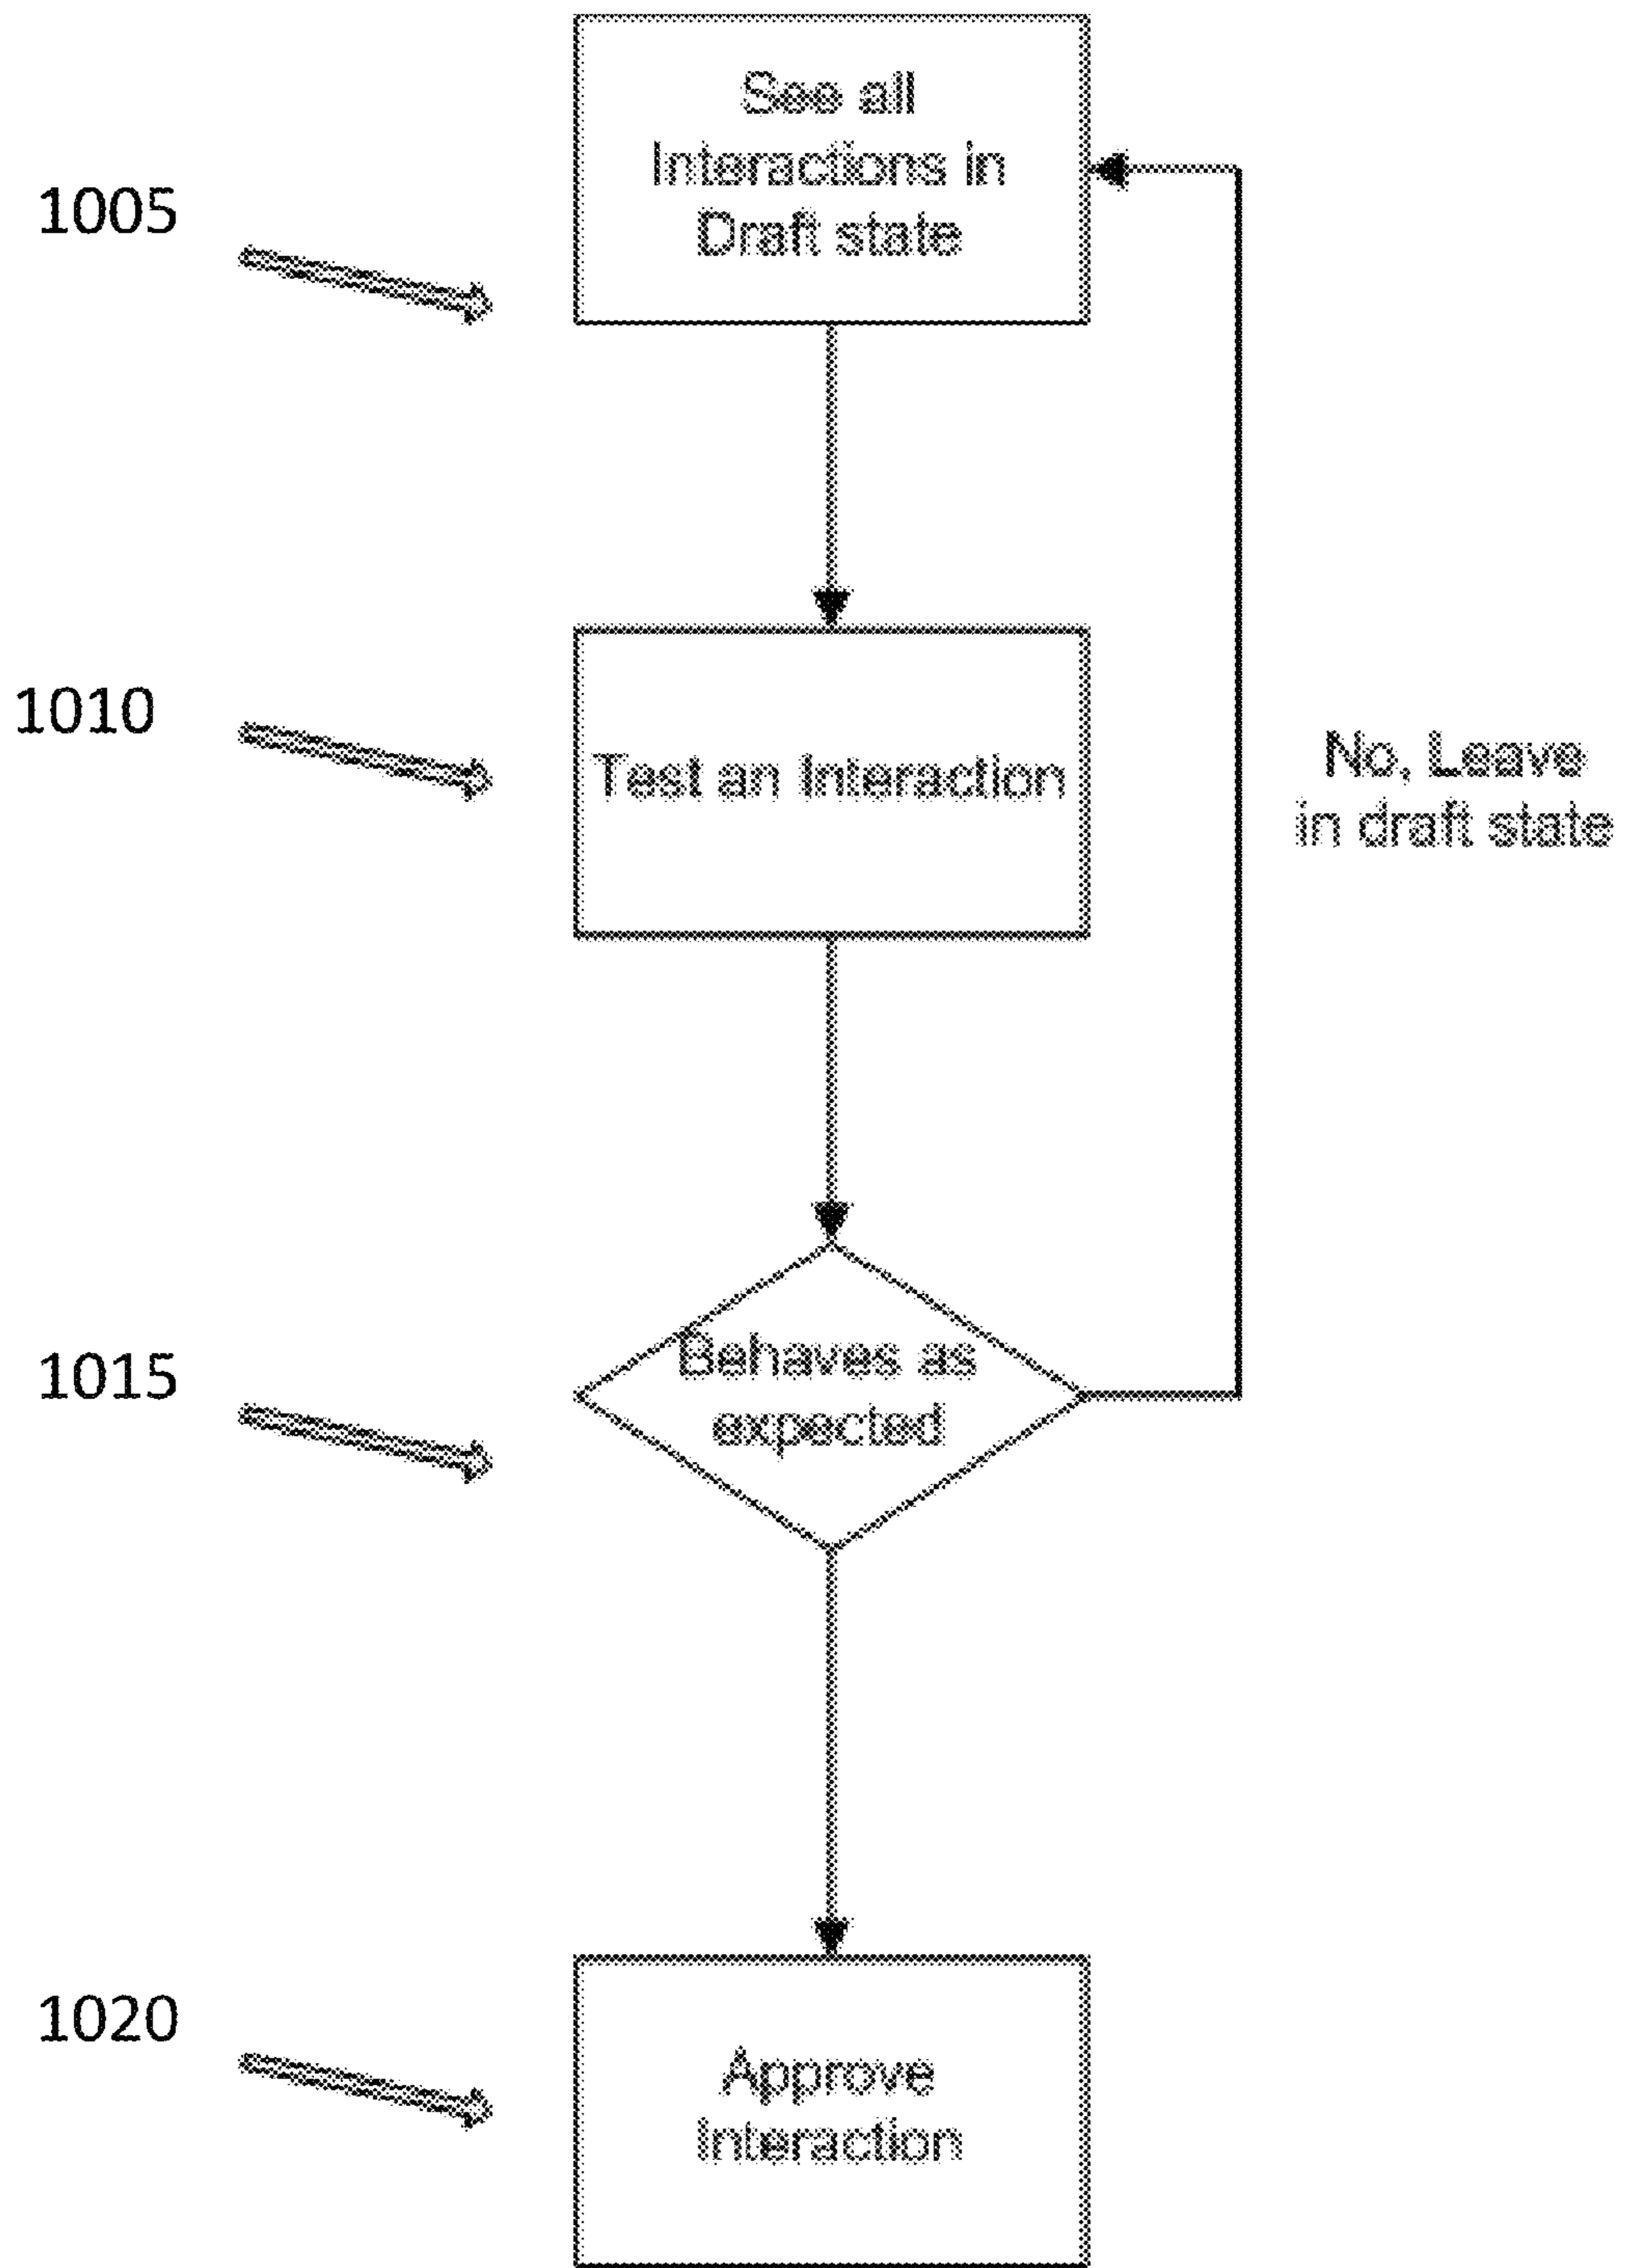 See all
Interactions in
Draft state
1005
1010
Test an Interaction
No, Leave
in draft state
1015
Behaves as
expected
1020
Approve
Interaction